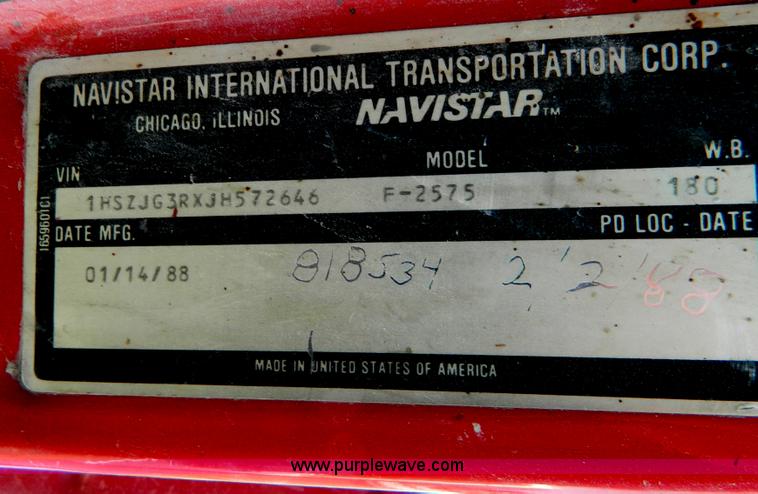 NAVISTAR INTERNATIONAL TRANSPORTATION CORP.
CHICAGO, ILLINOIS NAVISTAR™
VIN MODEL W.B.
1HSZJG3RXJH572646 F-2575 180
1659601C1
DATE MFG. PD LOC - DATE
01/14/88 818534 2'2'88
MADE IN UNITED STATES OF AMERICA
www.purplewave.com